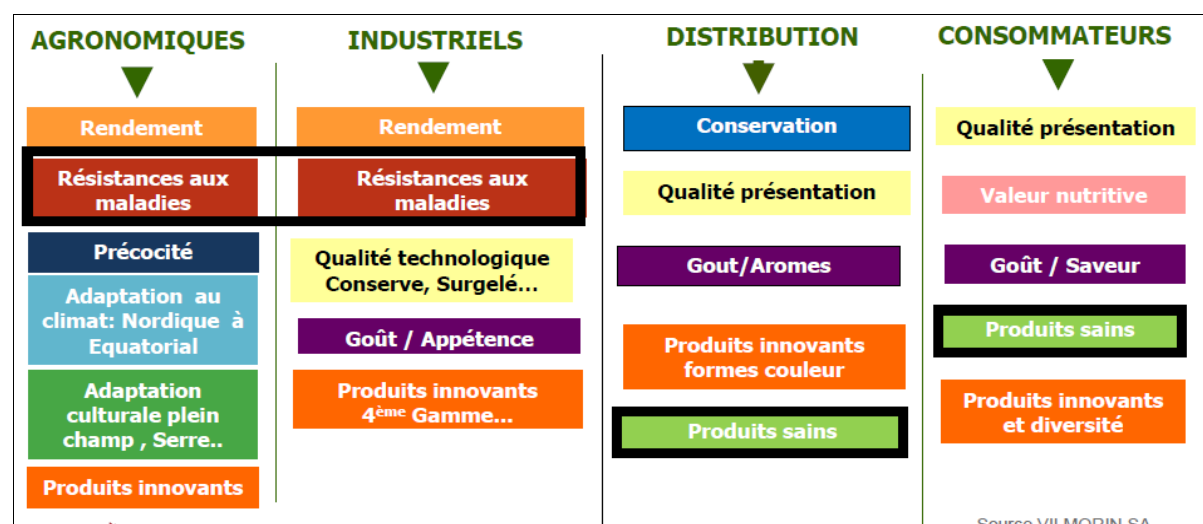 AGRONOMIQUES
Rendement
Résistances aux
maladies
Précocité
Adaptation au
climat: Nordique à
Equatorial
Adaptation
culturale plein
champ , Serre..
Produits innovants
INDUSTRIELS
Rendement
Résistances aux
maladies
Qualité technologique
Conserve, Surgelé...
Goût / Appétence
Produits innovants
4ème Gamme...
DISTRIBUTION
Conservation
Qualité présentation
Gout/Aromes
Produits innovants
formes couleur
Produits sains
CONSOMMATEURS
Qualité présentation
Valeur nutritive
Goût / Saveur
Produits sains
Produits innovants
et diversité
Source VILMORIN SA